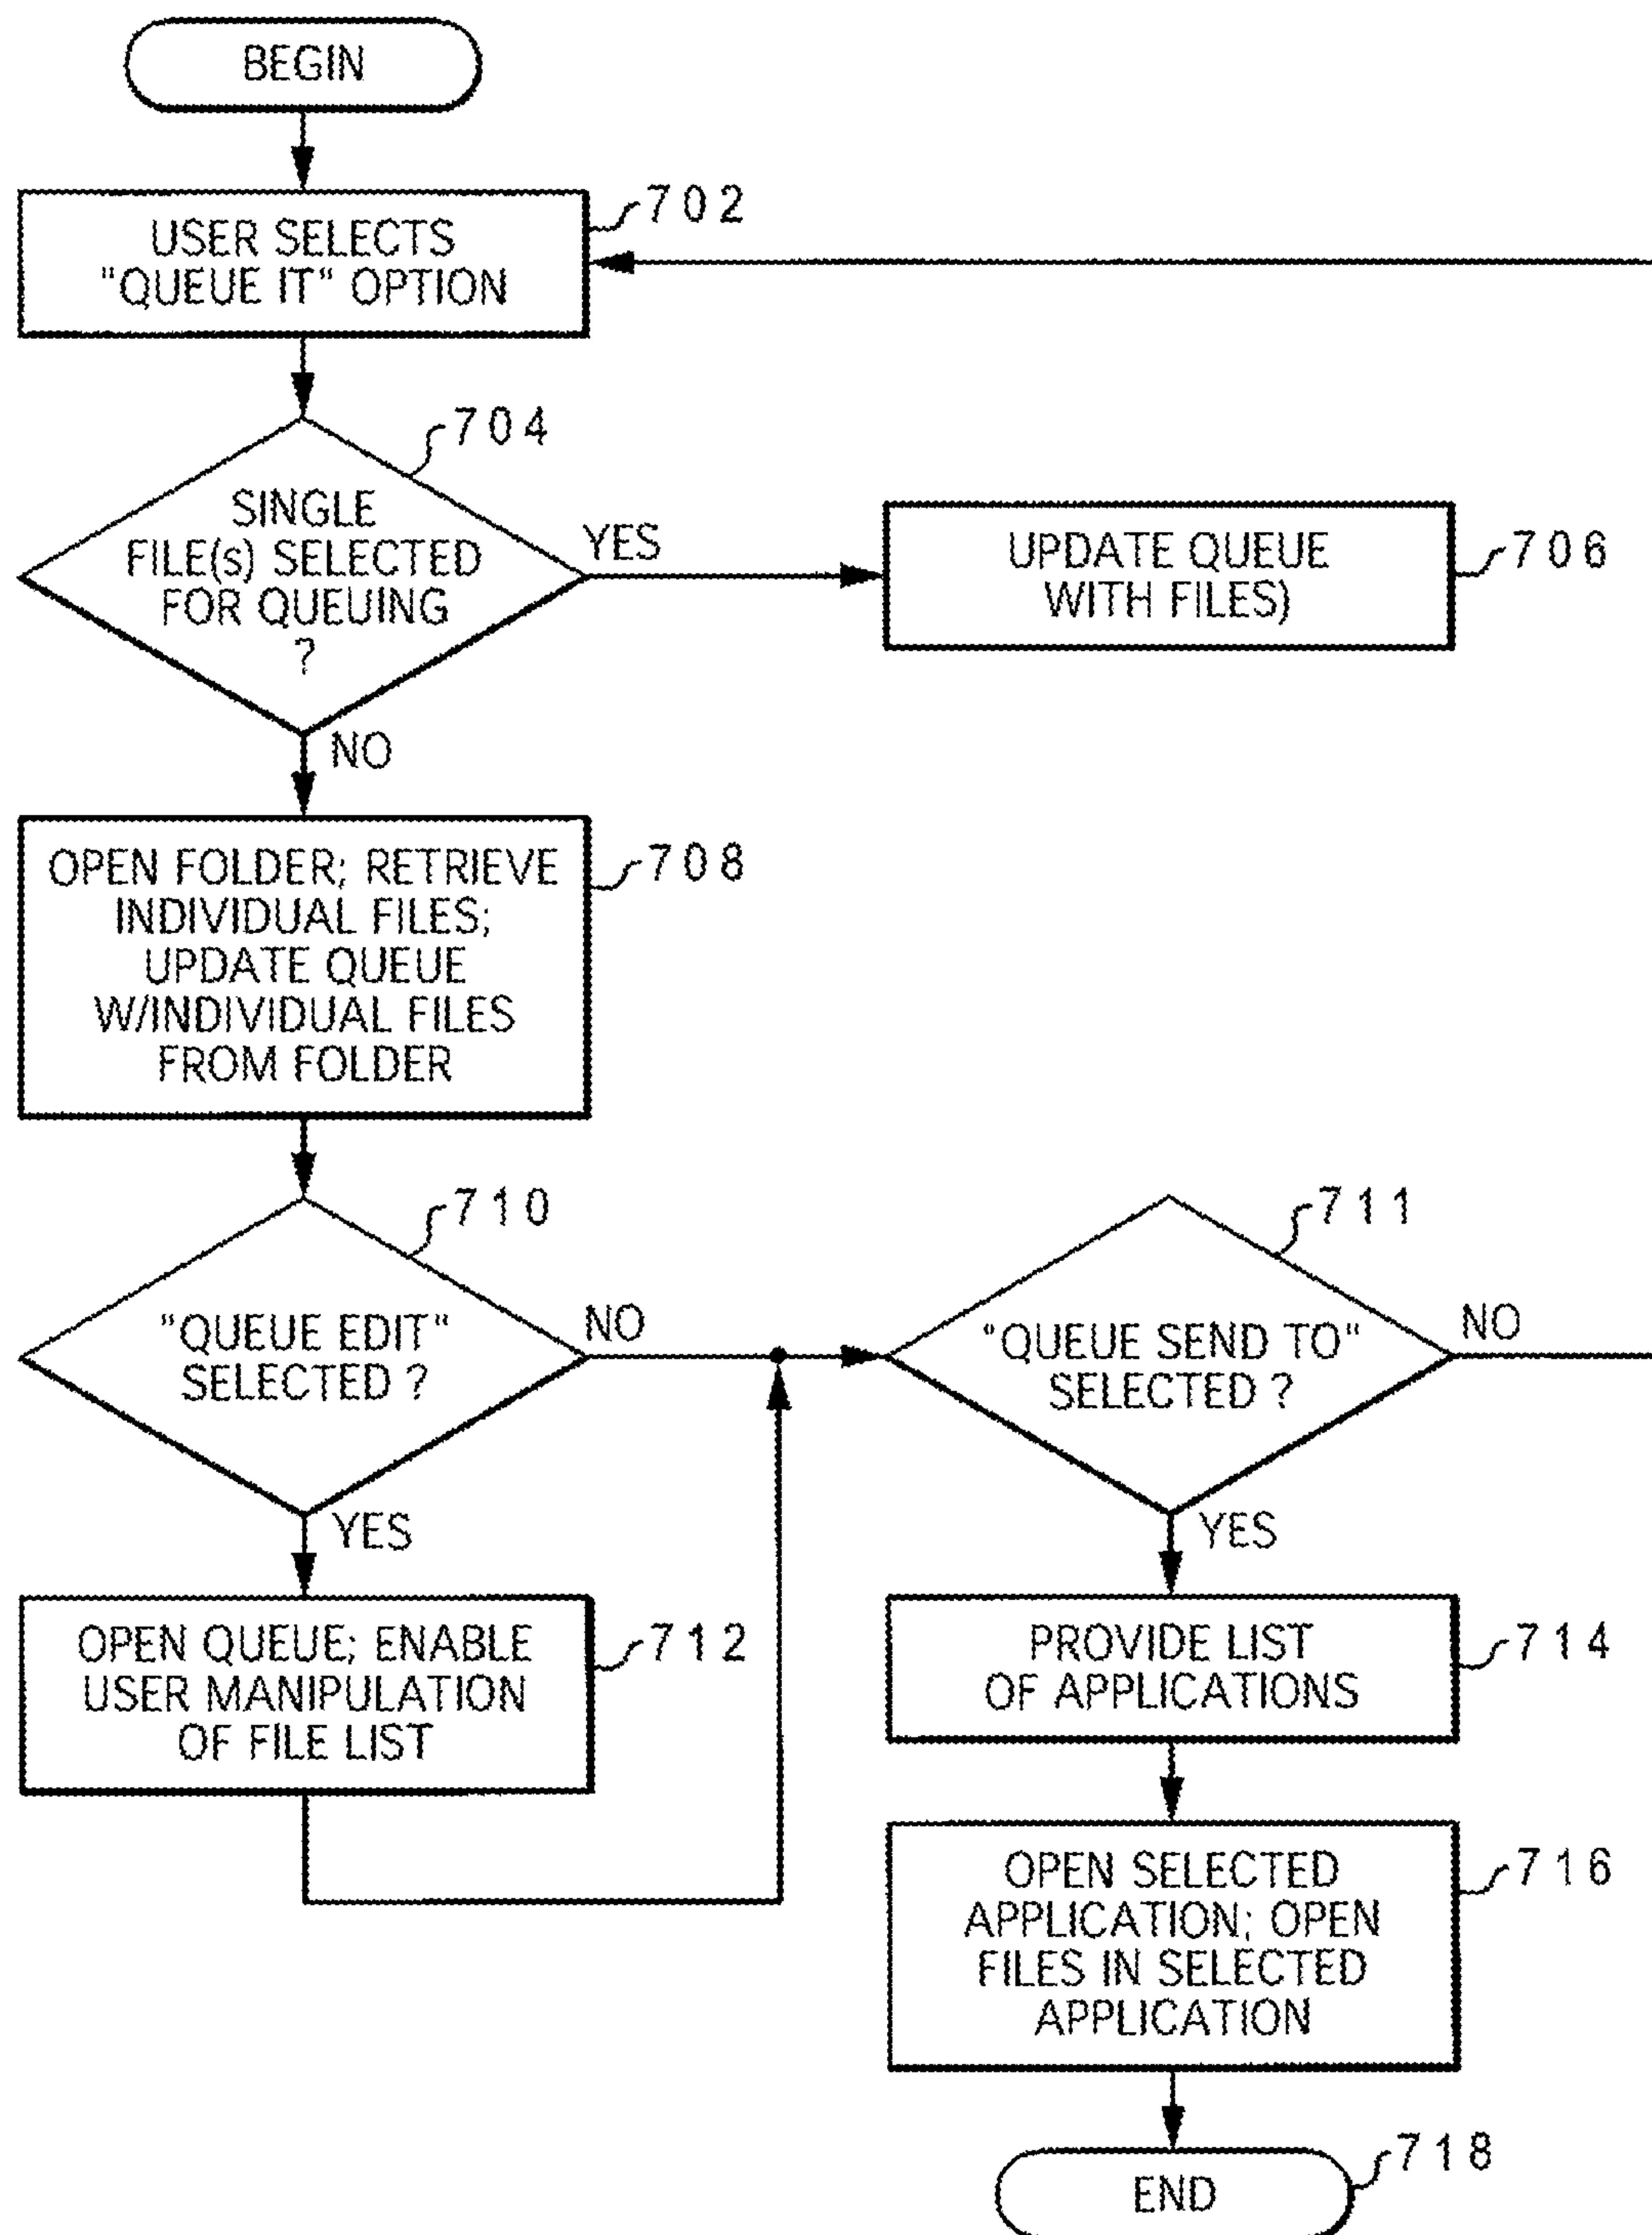 BEGIN
USER SELECTS
"QUEUE IT" OPTION
702
704
SINGLE
FILE(s) SELECTED
FOR QUEUING
?
YES
UPDATE QUEUE
WITH FILES)
706
NO
OPEN FOLDER; RETRIEVE
INDIVIDUAL FILES;
UPDATE QUEUE
W/INDIVIDUAL FILES
FROM FOLDER
708
710
"QUEUE EDIT"
SELECTED ?
NO
711
"QUEUE SEND TO"
SELECTED ?
NO
YES
OPEN QUEUE; ENABLE
USER MANIPULATION
OF FILE LIST
712
YES
PROVIDE LIST
OF APPLICATIONS
714
OPEN SELECTED
APPLICATION; OPEN
FILES IN SELECTED
APPLICATION
716
END
718